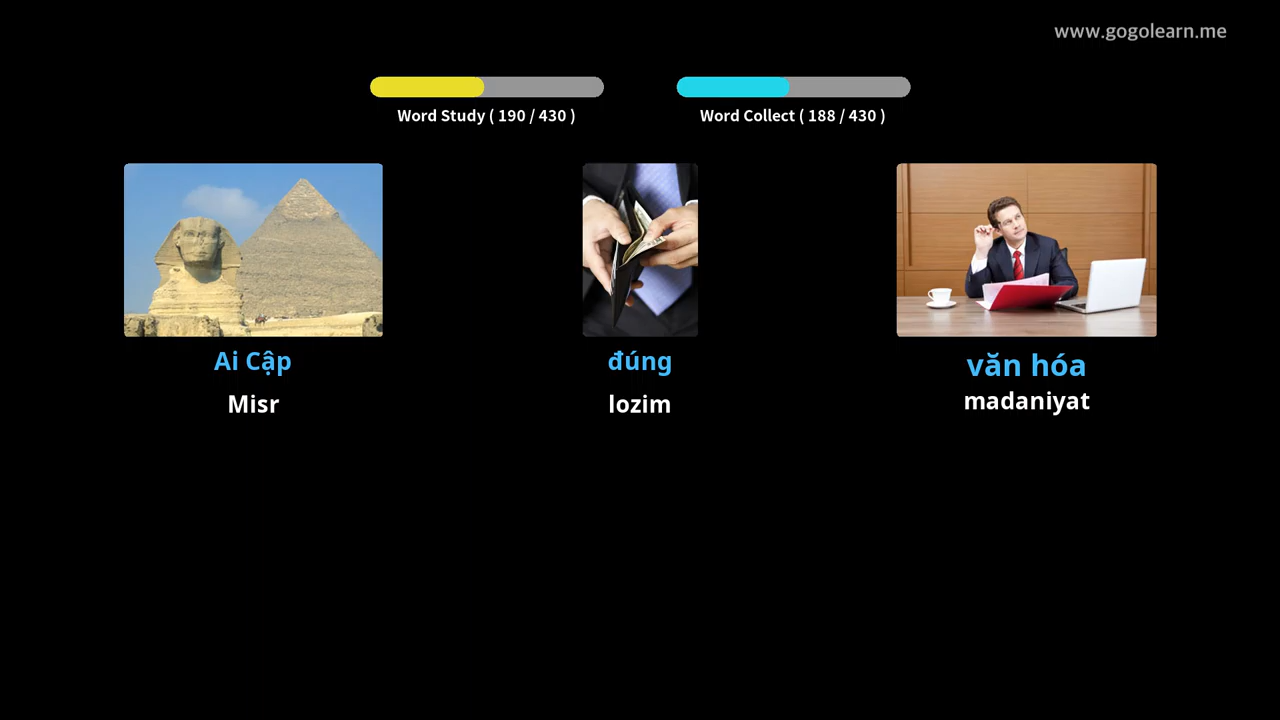 www.gogolearn.me
Word Study ( 190 / 430 )
Word Collect ( 188 / 430 )
Ai Cập
Misr
đúng
lozim
văn hóa
madaniyat